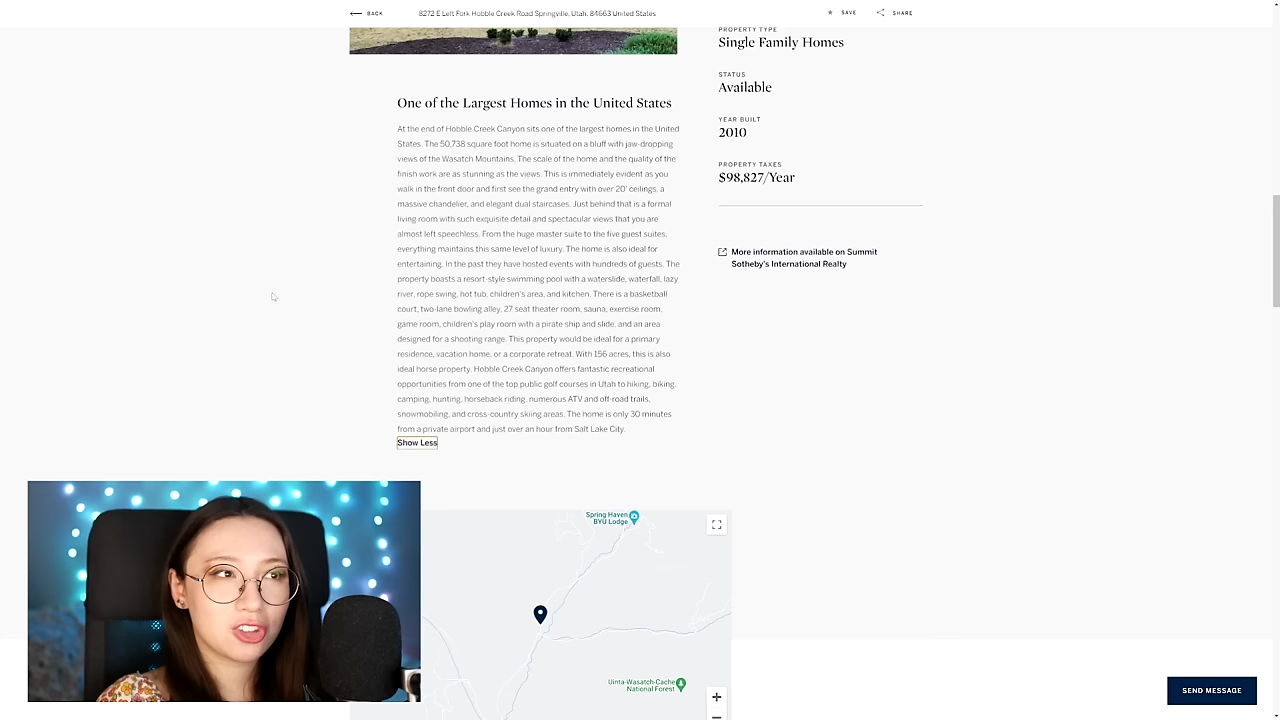 BACK
8272 E Left Fork Hobble Creek Road Springville, Utah, 84663 United States
SAVE
SHARE
One of the Largest Homes in the United States
At the end of Hobble Creek Canyon sits one of the largest homes in the United
States. The 50,738 square foot home is situated on a bluff with jaw-dropping
views of the Wasatch Mountains. The scale of the home and the quality of the
finish work are as stunning as the views. This is immediately evident as you
walk in the front door and first see the grand entry with over 20' ceilings, a
massive chandelier, and elegant dual staircases. Just behind that is a formal
living room with such exquisite detail and spectacular views that you are
almost left speechless. From the huge master suite to the five guest suites,
everything maintains this same level of luxury. The home is also ideal for
entertaining. In the past they have hosted events with hundreds of guests. The
property boasts a resort-style swimming pool with a waterslide, waterfall, lazy
river, rope swing, hot tub, children's area, and kitchen. There is a basketball
court, two-lane bowling alley, 27 seat theater room, sauna, exercise room,
game room, children's play room with a pirate ship and slide, and an area
designed for a shooting range. This property would be ideal for a primary
residence, vacation home, or a corporate retreat. With 156 acres, this is also
ideal horse property. Hobble Creek Canyon offers fantastic recreational
opportunities from one of the top public golf courses in Utah to hiking, biking,
camping, hunting, horseback riding, numerous ATV and off-road trails,
snowmobiling, and cross-country skiing areas. The home is only 30 minutes
from a private airport and just over an hour from Salt Lake City.
Show Less
PROPERTY TYPE
Single Family Homes
STATUS
Available
YEAR BUILT
2010
PROPERTY TAXES
$98,827/Year
More information available on Summit
Sotheby's International Realty
Spring Haven
BYU Lodge
Uinta-Wasatch-Cache
National Forest
SEND MESSAGE